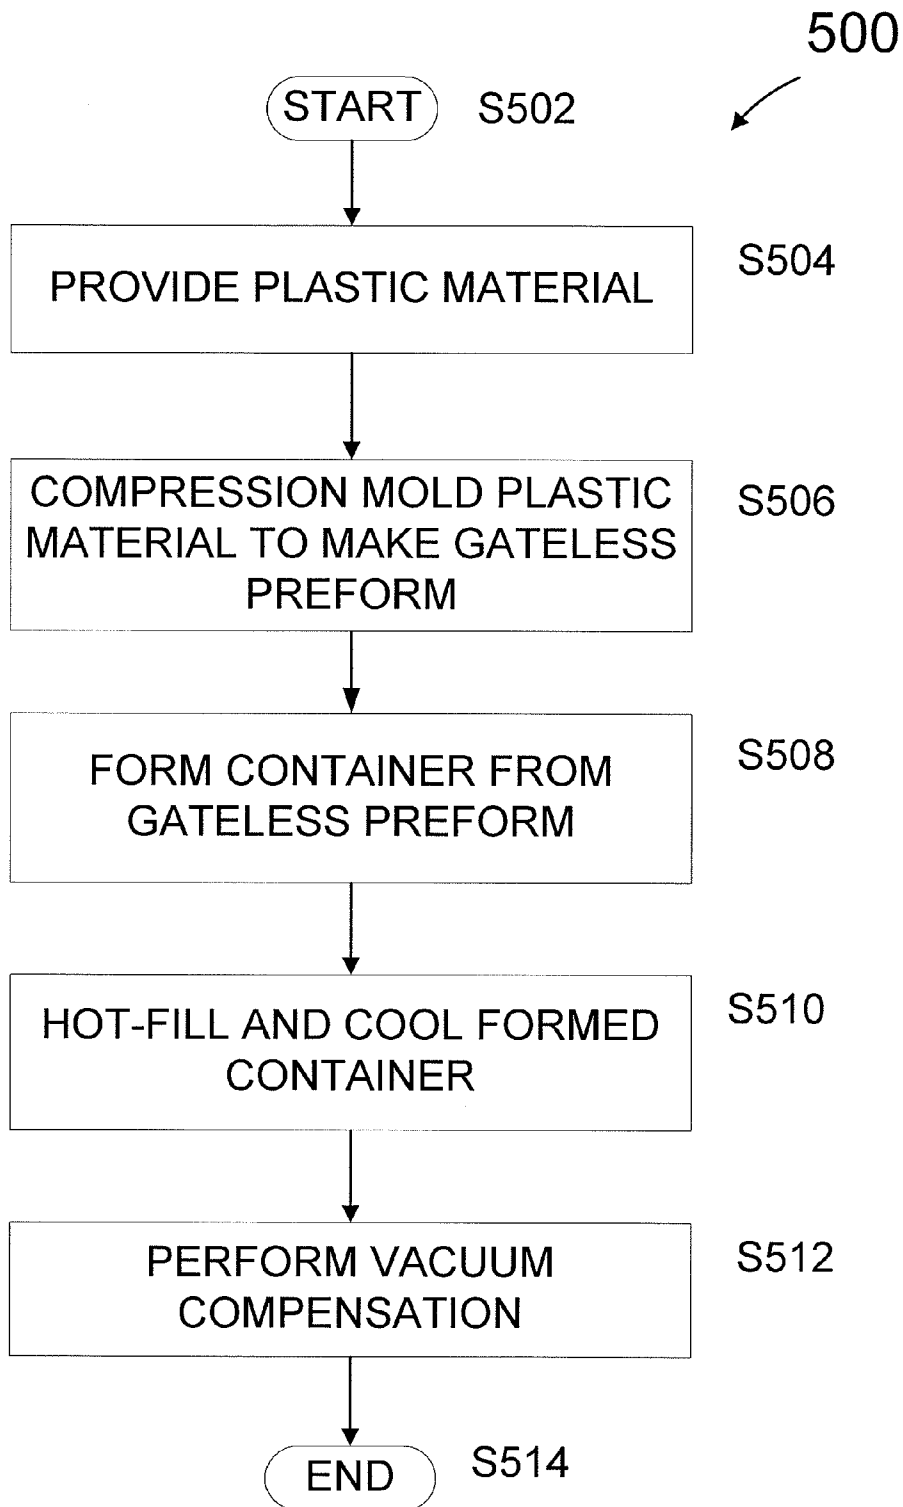 500
START
S502
PROVIDE PLASTIC MATERIAL
S504
COMPRESSION MOLD PLASTIC
MATERIAL TO MAKE GATELESS
PREFORM
S506
FORM CONTAINER FROM
GATELESS PREFORM
S508
HOT-FILL AND COOL FORMED
CONTAINER
S510
PERFORM VACUUM
COMPENSATION
S512
END
S514